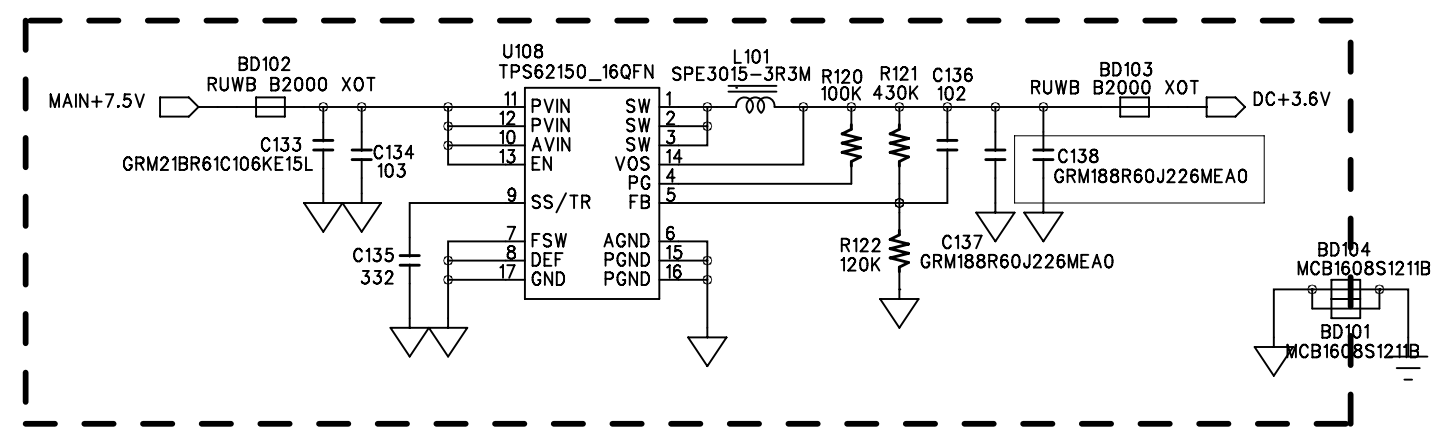 BD102
RUWB B2000 XOT
MAIN+7.5V
C133
GRM21BR61C106KE15L
C134
103
C135
332
U108
TPS62150_16QFN
11 PVIN
12 PVIN
10 AVIN
13 EN
9 SS/TR
7 FSW
8 DEF
17 GND
SW 1
SW 2
SW 3
VOS 14
PG 4
FB 5
AGND 6
PGND 15
PGND 16
L101
SPE3015-3R3M
R120
100K
R121
430K
C136
102
R122
120K
C137
GRM188R60J226MEA0
C138
GRM188R60J226MEA0
BD103
RUWB B2000 XOT
DC+3.6V
BD104
MCB1608S1211B
BD101
MCB1608S1211B